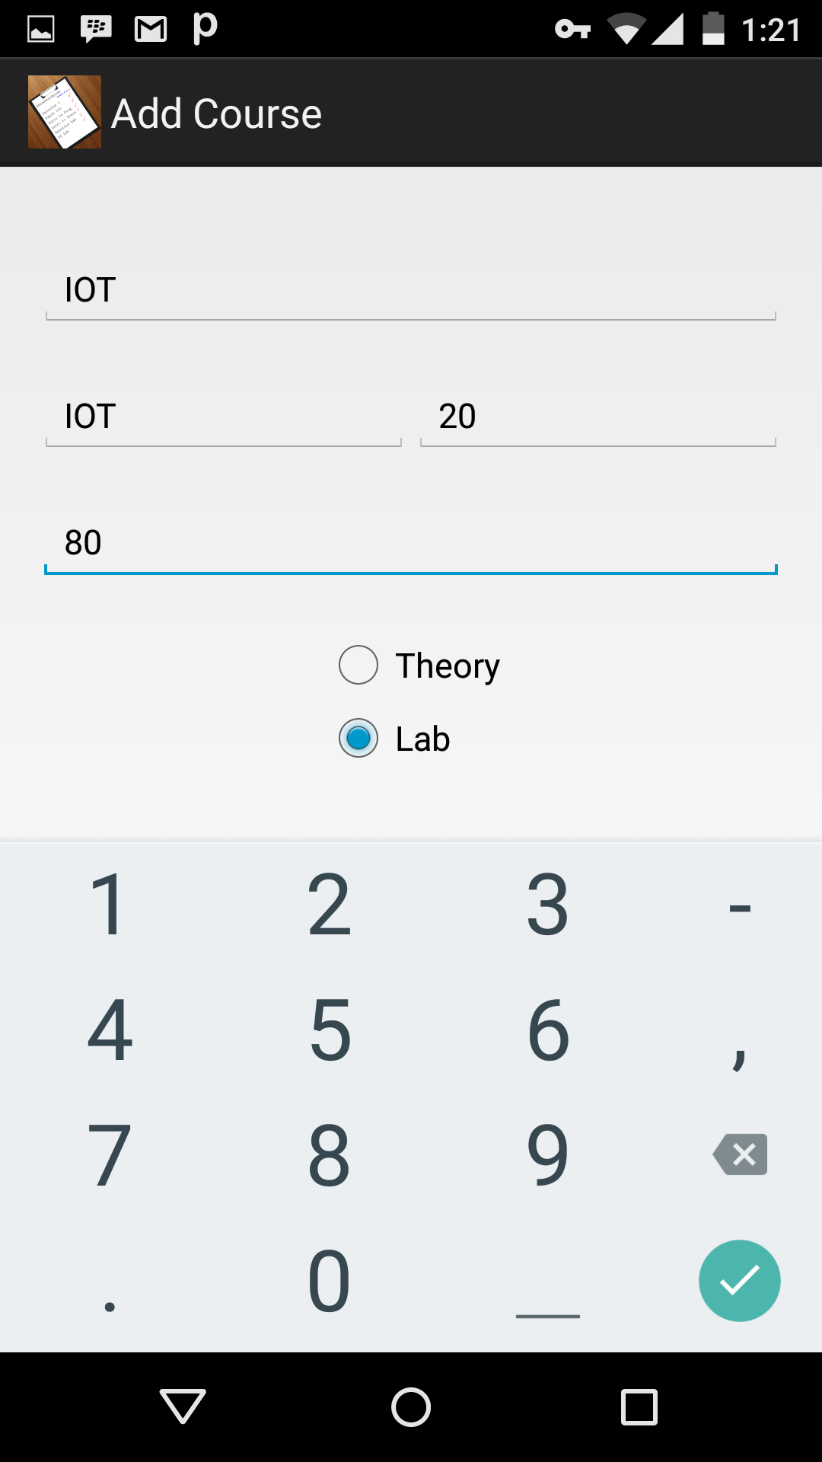 1:21
Add Course
IOT
IOT 20
80
Theory
Lab
1 2 3 -
4 5 6 ,
7 8 9
. 0 _